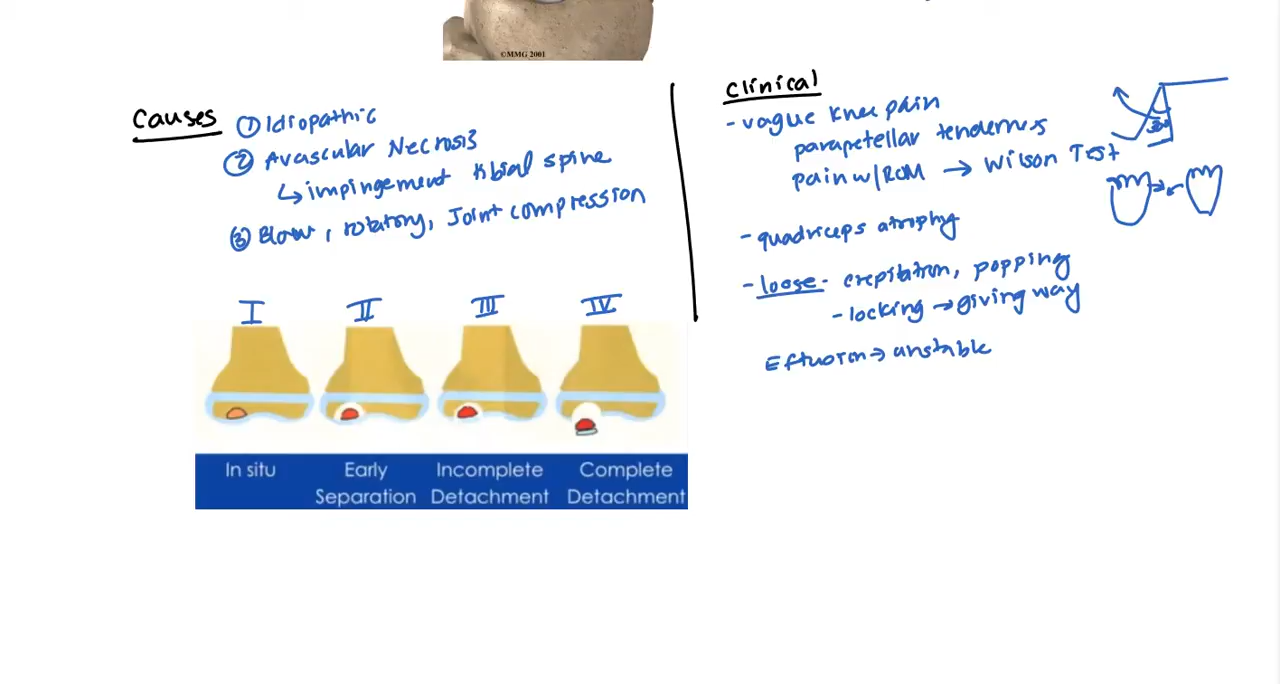 ©MMG 2001
Causes
① Idiopathic
② Avascular Necrosis
↳ impingement tibial spine
③ Blow, rotatory, Joint compression
I II III IV
In situ
Early Separation
Incomplete Detachment
Complete Detachment
Clinical
- vague knee pain
parapetellar tenderness
pain w/ROM → Wilson Test
30°
- quadriceps atrophy
- loose - crepitation, popping
- locking → giving way
Effusion → unstable